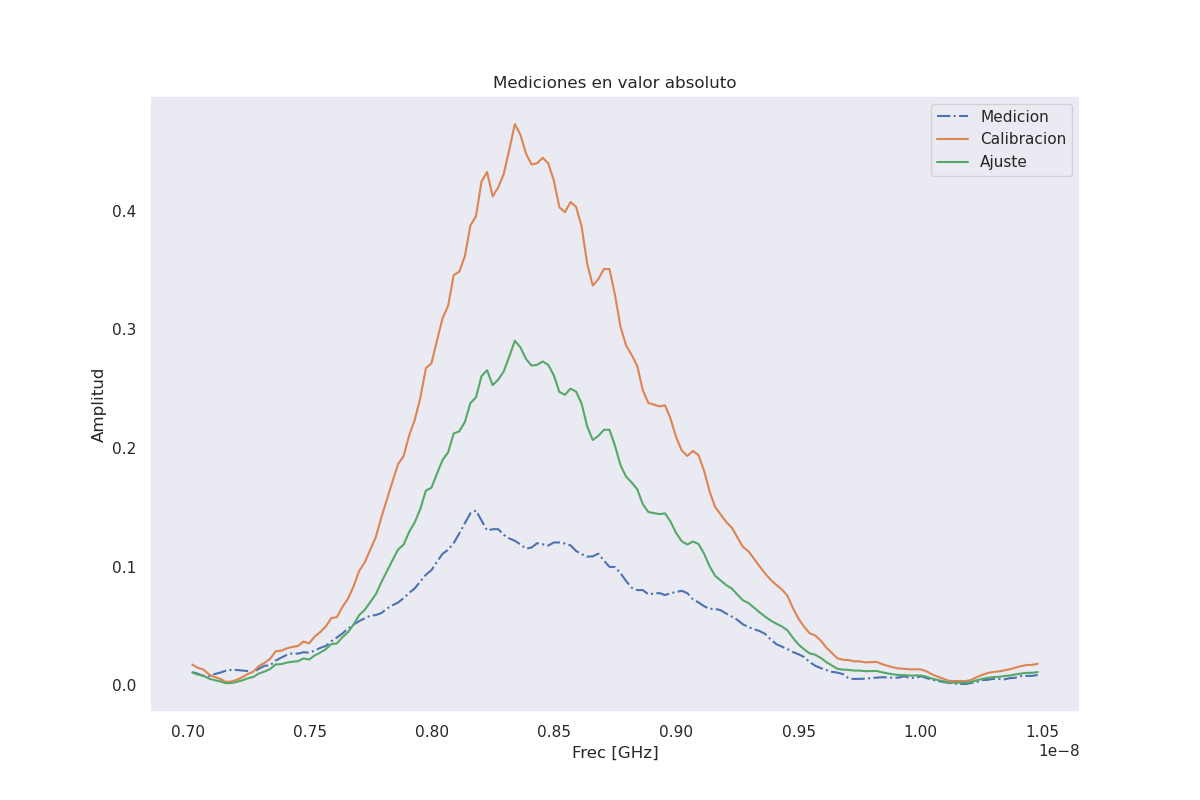 Mediciones en valor absoluto
Medicion
Calibracion
Ajuste
Amplitud
0.4
0.3
0.2
0.1
0.0
0.70 0.75 0.80 0.85 0.90 0.95 1.00 1.05
1e−8
Frec [GHz]